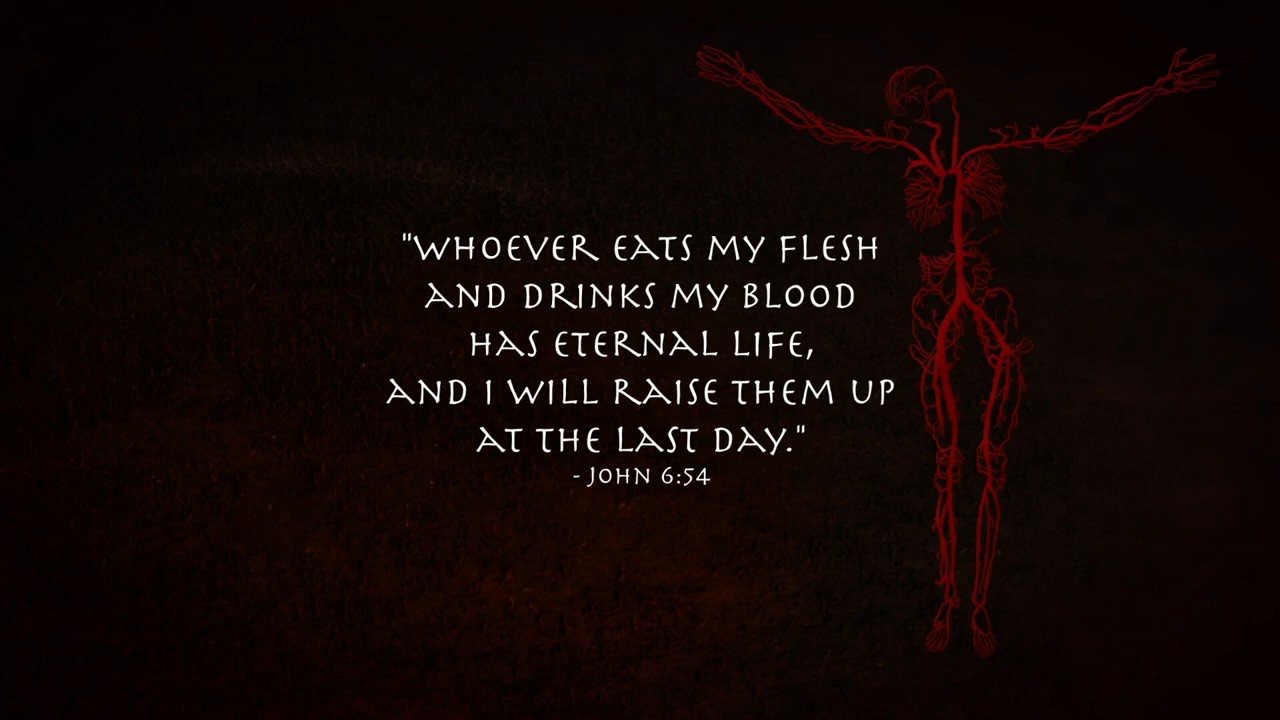 "WHOEVER EATS MY FLESH
AND DRINKS MY BLOOD
HAS ETERNAL LIFE,
AND I WILL RAISE THEM UP
AT THE LAST DAY."
- JOHN 6:54